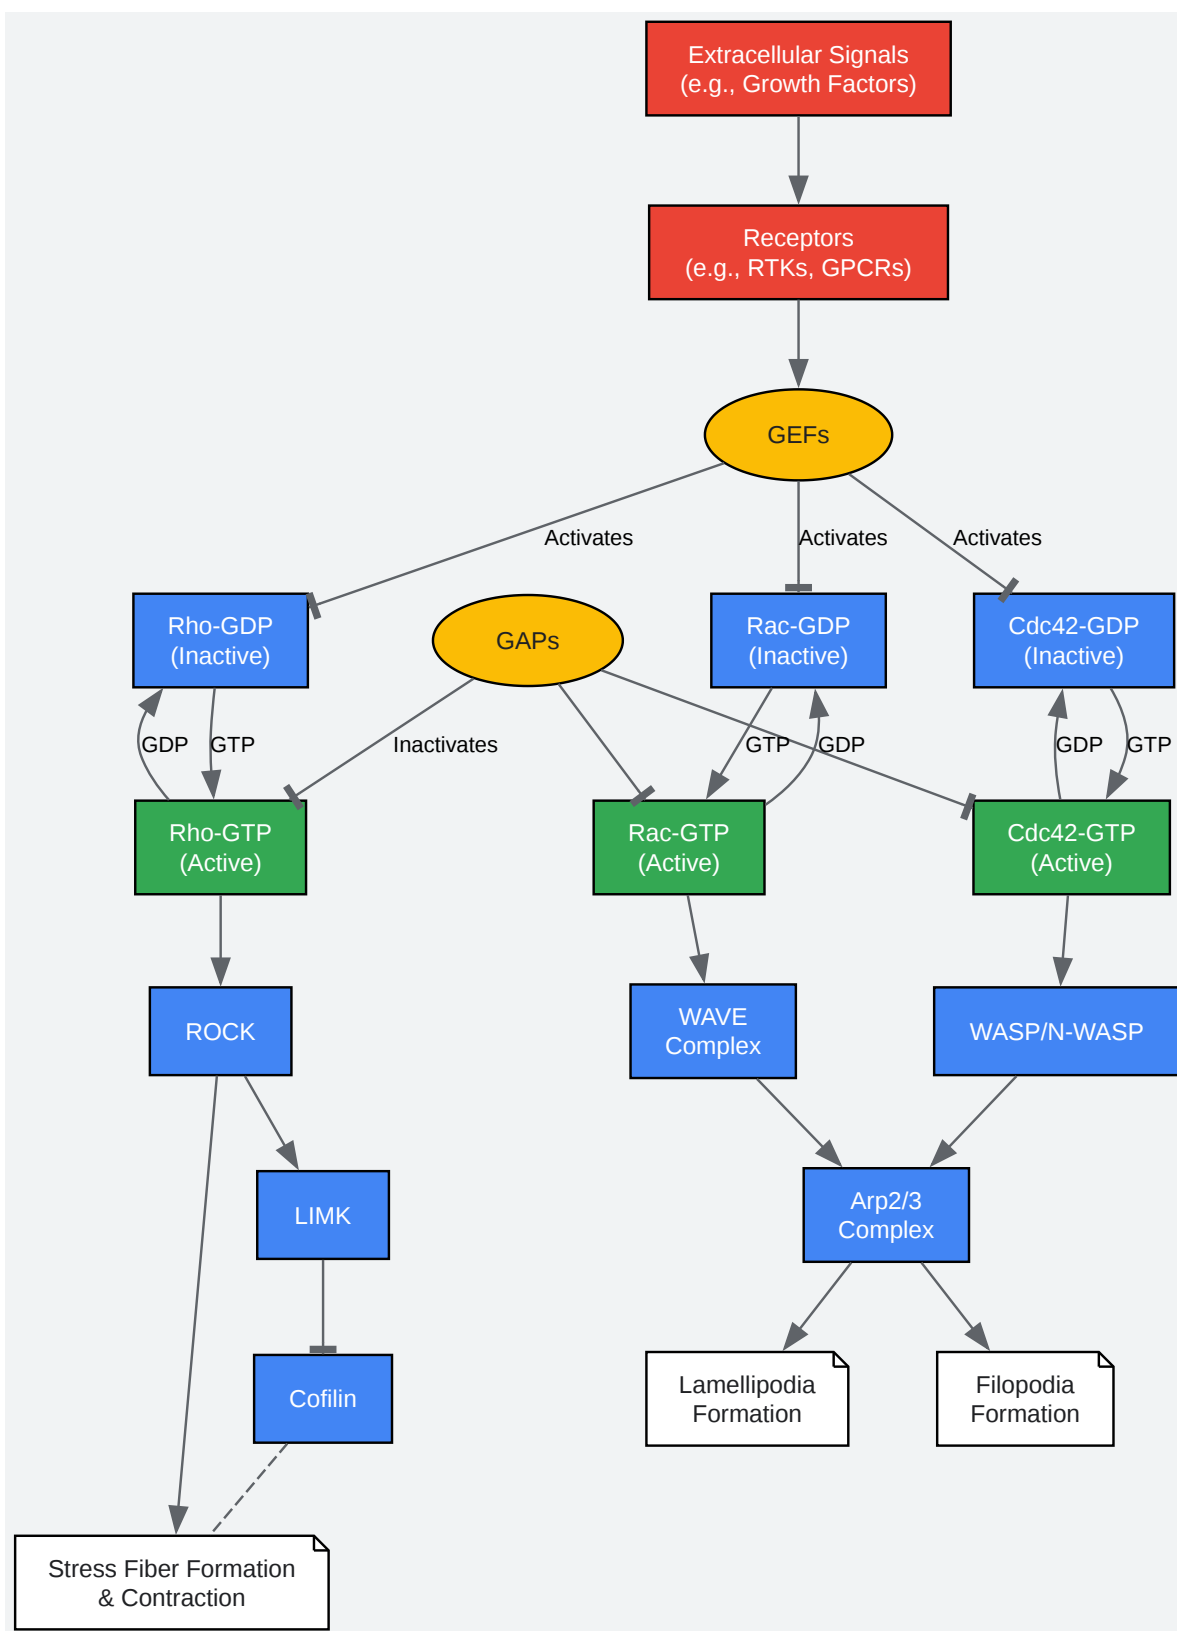 Extracellular Signals
(e.g., Growth Factors)
Receptors
(e.g., RTKs, GPCRs)
GEFs
Activates
Activates
Activates
Rho-GDP
(Inactive)
GAPs
Rac-GDP
(Inactive)
Cdc42-GDP
(Inactive)
GDP
GTP
Inactivates
GTP
GDP
GDP
GTP
Rho-GTP
(Active)
Rac-GTP
(Active)
Cdc42-GTP
(Active)
ROCK
WAVE
Complex
WASP/N-WASP
LIMK
Arp2/3
Complex
Cofilin
Lamellipodia
Formation
Filopodia
Formation
Stress Fiber Formation
& Contraction